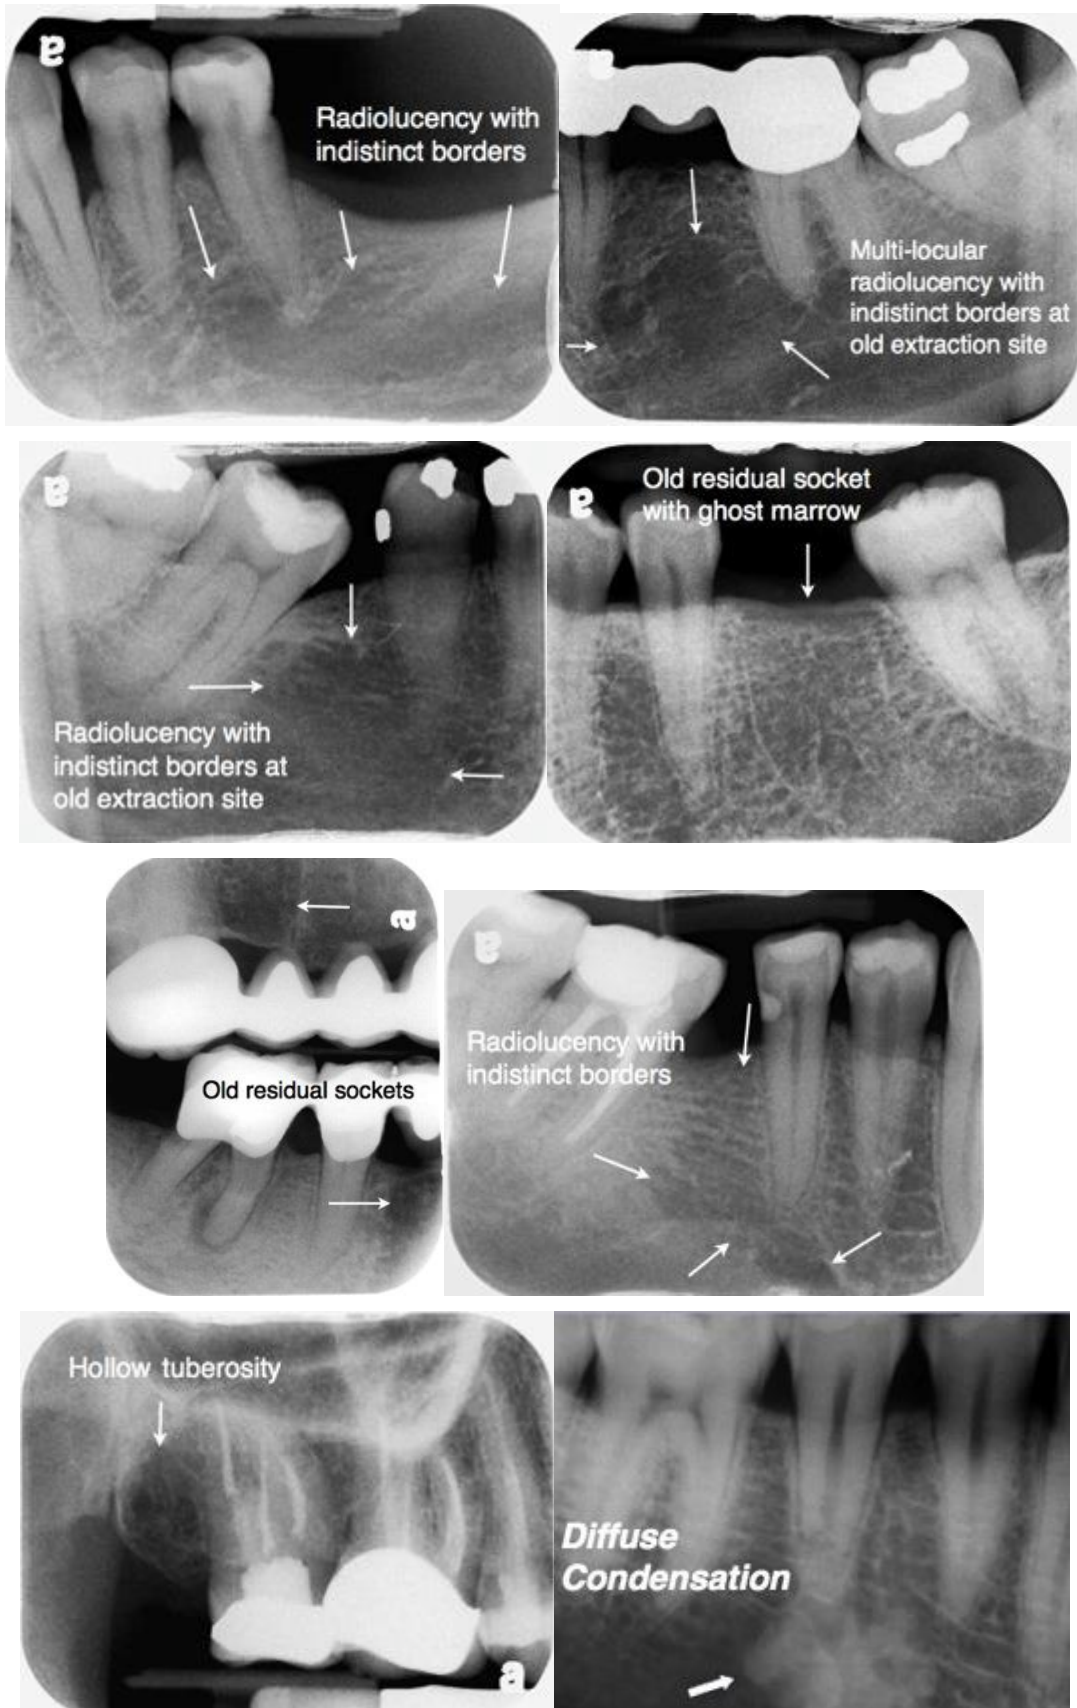 a
Radiolucency with
indistinct borders
Multi-locular
radiolucency with
indistinct borders at
old extraction site
a
Radiolucency with
indistinct borders at
old extraction site
a
Old residual socket
with ghost marrow
a
Old residual sockets
a
Radiolucency with
indistinct borders
Hollow tuberosity
a
Diffuse
Condensation